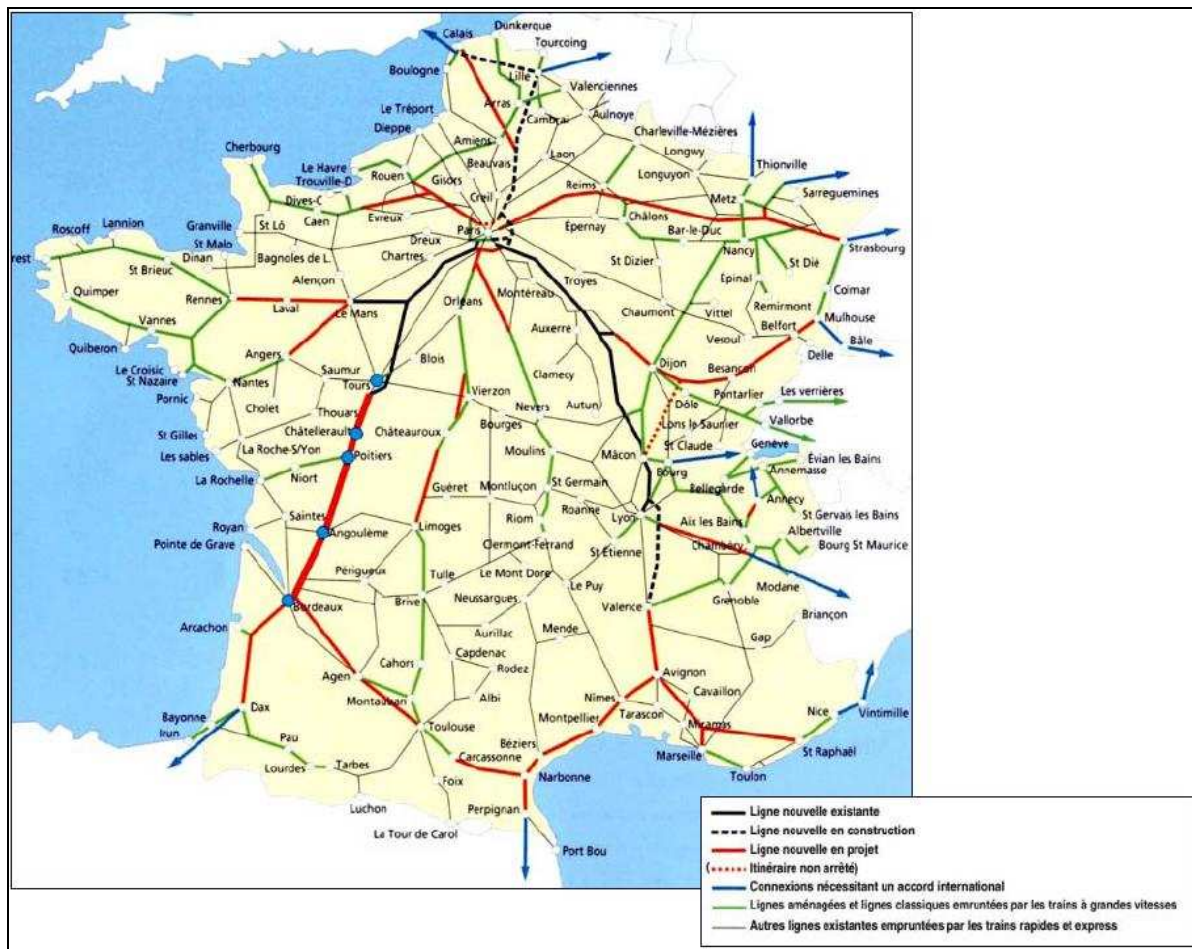 Dunkerque
Calais
Tourcoing
Boulogne
Lille
Valenciennes
Arras
Le Tréport
Cambrai
Aulnoye
Dieppe
Charleville-Mézières
Amiens
Cherbourg
Laon
Longwy
Beauvais
Thionville
Le Havre
Longuyon
Trouville-D
Rouen
Gisors
Reims
Creil
Sarreguemines
Metz
Dives-C
Evreux
Châlons
Caen
Épernay
St Lô
Paris
Bar-le-Duc
Granville
Lannion
Dreux
Strasbourg
Roscoff
St Malo
Nancy
Dinan
Bagnoles de L.
Chartres
St Dizier
St Dié
rest
St Brieuc
Alençon
Troyes
Epinal
Montereau
Colmar
Quimper
Rennes
Orléans
Remirmont
Laval
Le Mans
Chaumont
Vittel
Vannes
Auxerre
Belfort
Mulhouse
Vesoul
Quiberon
Angers
Blois
Delle
Bâle
Saumur
Dijon
Le Croisic
Clamecy
Besançon
St Nazaire
Tours
Nantes
Vierzon
Pontarlier
Les verrières
Pornic
Cholet
Thouars
Nevers
Autun
Dôle
Bourges
Lons le Saunier
Vallorbe
St Gilles
Châtellerault
Châteauroux
La Roche-S/Yon
St Claude
Genève
Les sables
Poitiers
Moulins
Mâcon
Évian les Bains
Bourg
Annemasse
La Rochelle
Niort
Bellegarde
Guéret
Montluçon
St Germain
Annecy
Roanne
Saintes
Lyon
St Gervais les Bains
Royan
Riom
Aix les Bains
Angoulême
Limoges
Albertville
Pointe de Grave
Clermont-Ferrand
Chambéry
St Étienne
Bourg St Maurice
Périgueux
Tulle
Le Mont Dore
Modane
Le Puy
Bordeaux
Brive
Neussargues
Valence
Grenoble
Briançon
Arcachon
Aurillac
Mende
Gap
Cahors
Capdenac
Agen
Rodez
Avignon
Montauban
Albi
Nîmes
Cavaillon
Dax
Tarascon
Nice
Vintimille
Bayonne
Toulouse
Montpellier
Miramas
Irun
Pau
Béziers
Carcassonne
Marseille
St Raphaël
Lourdes
Tarbes
Narbonne
Toulon
Foix
Luchon
Perpignan
La Tour de Carol
Port Bou
Ligne nouvelle existante
Ligne nouvelle en construction
Ligne nouvelle en projet
( Itinéraire non arrêté)
Connexions nécessitant un accord international
Lignes aménagées et lignes classiques emruntées par les trains à grandes vitesses
Autres lignes existantes empruntées par les trains rapides et express